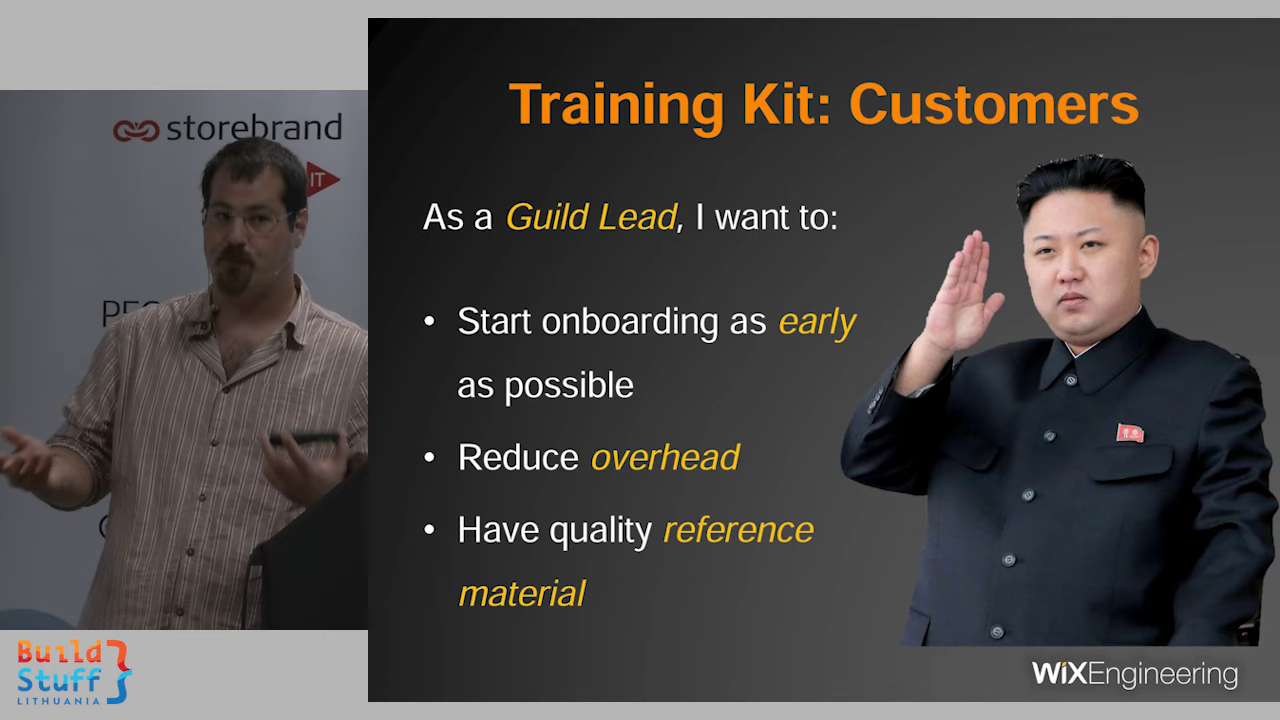 storebrand
IT
Training Kit: Customers
As a Guild Lead, I want to:
• Start onboarding as early
as possible
• Reduce overhead
• Have quality reference
material
WiXEngineering
Build
Stuff
LITHUANIA